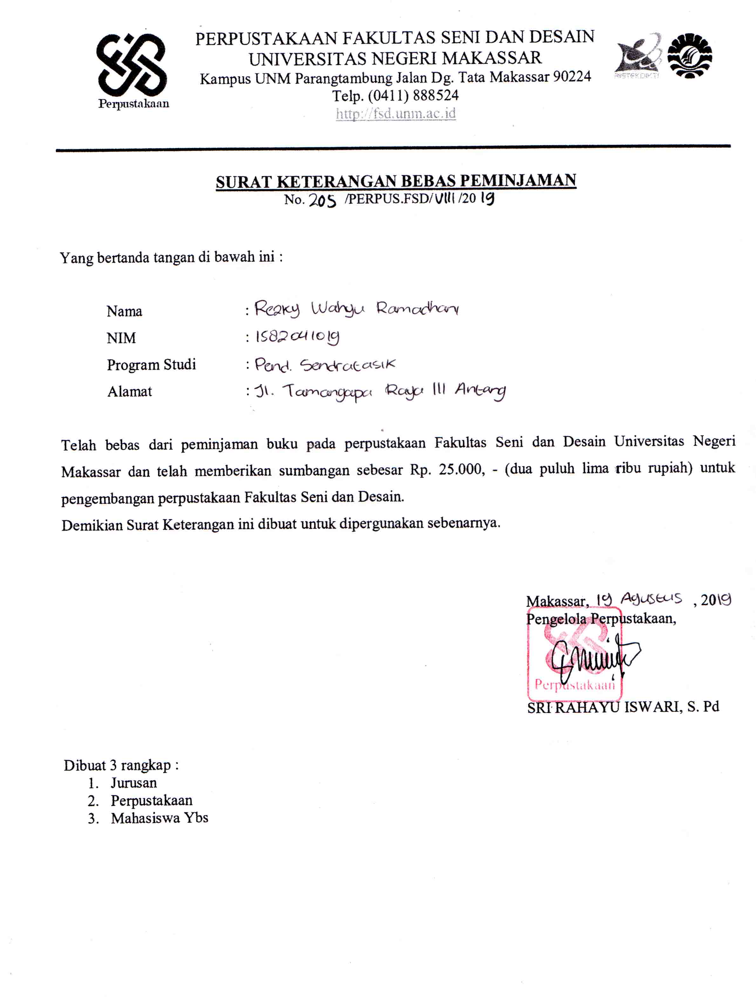 PERPUSTAKAAN FAKULTAS SENI DAN DESAIN
UNIVERSITAS NEGERI MAKASSAR
Kampus UNM Parangtambung Jalan Dg. Tata Makassar 90224
Telp. (0411) 888524
http://fsd.unm.ac.id
Perpustakaan
RISTEKDIKTI
SURAT KETERANGAN BEBAS PEMINJAMAN
No. 205 /PERPUS.FSD/VIII/2019
Yang bertanda tangan di bawah ini :
Nama : Rezky Wahyu Ramadhani
NIM : 1582041019
Program Studi : Pend. Sendratasik
Alamat : Jl. Tamangapa Raya III Antang
Telah bebas dari peminjaman buku pada perpustakaan Fakultas Seni dan Desain Universitas Negeri
Makassar dan telah memberikan sumbangan sebesar Rp. 25.000, - (dua puluh lima ribu rupiah) untuk
pengembangan perpustakaan Fakultas Seni dan Desain.
Demikian Surat Keterangan ini dibuat untuk dipergunakan sebenarnya.
Makassar, 19 Agustus , 2019
Pengelola Perpustakaan,
Perpustakaan
SRI RAHAYU ISWARI, S. Pd
Dibuat 3 rangkap :
1. Jurusan
2. Perpustakaan
3. Mahasiswa Ybs